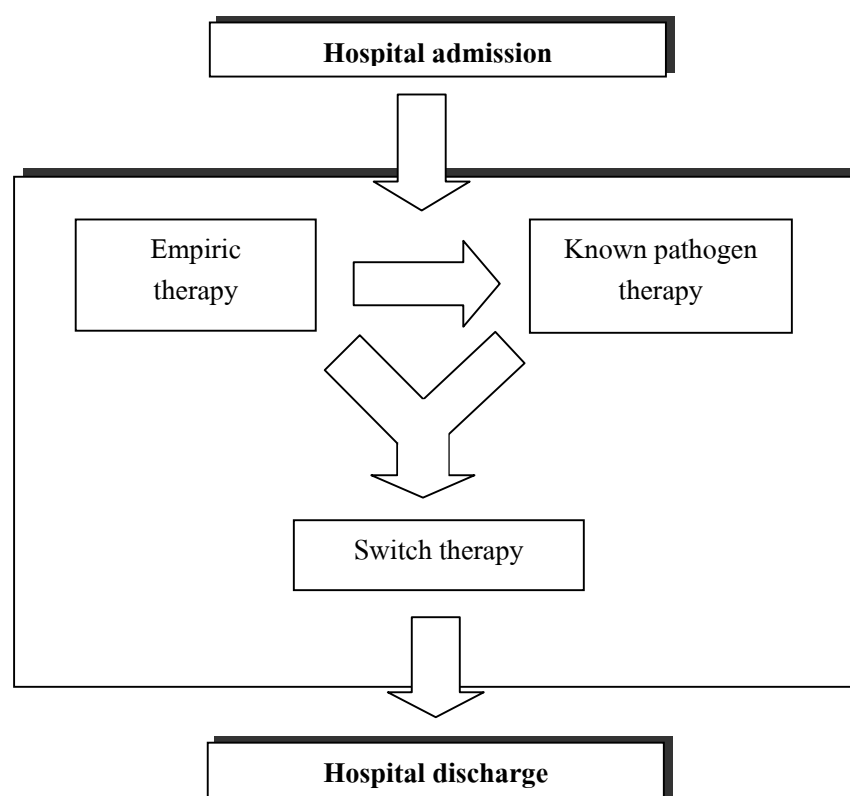 Hospital admission
Empiric
therapy
Known pathogen
therapy
Switch therapy
Hospital discharge